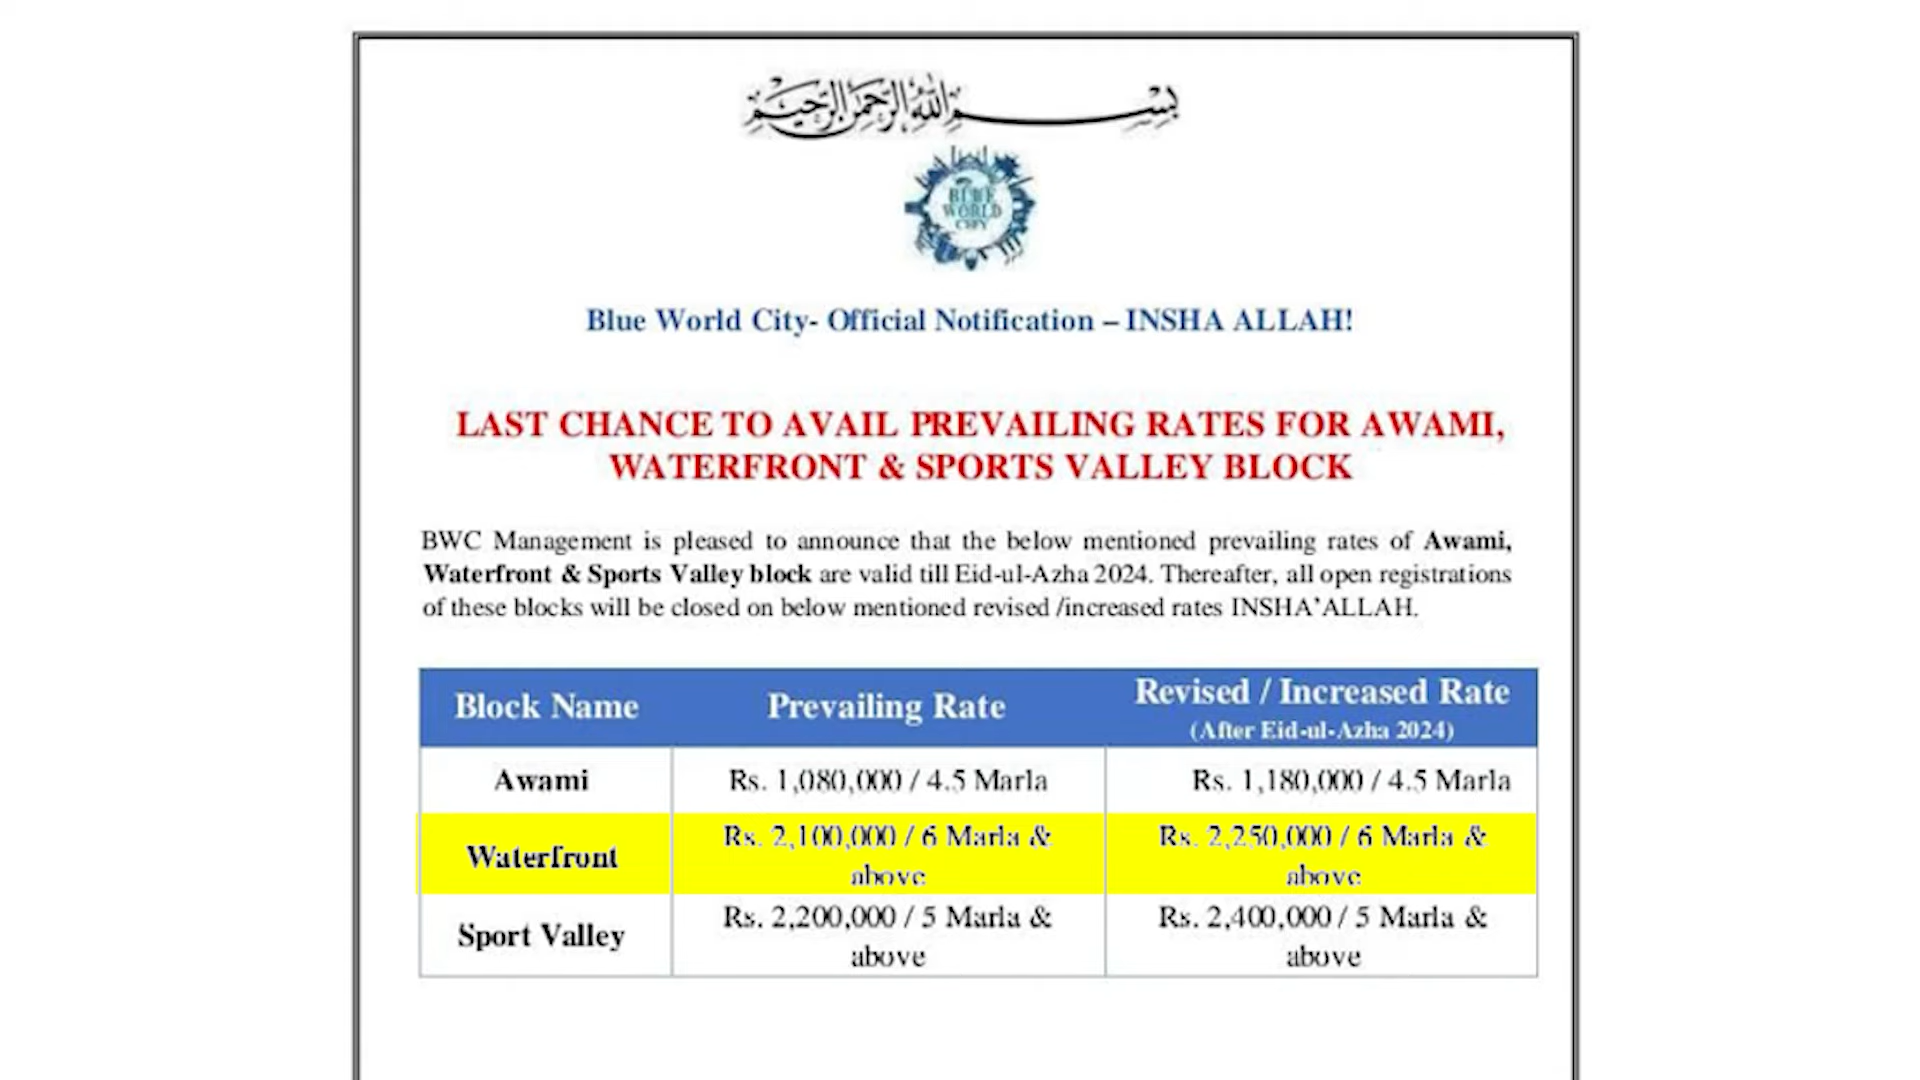 بسم الله الرحمن الرحيم
BLUE
WORLD
CITY
Blue World City- Official Notification – INSHA ALLAH!
LAST CHANCE TO AVAIL PREVAILING RATES FOR AWAMI,
WATERFRONT & SPORTS VALLEY BLOCK
BWC Management is pleased to announce that the below mentioned prevailing rates of Awami,
Waterfront & Sports Valley block are valid till Eid-ul-Azha 2024. Thereafter, all open registrations
of these blocks will be closed on below mentioned revised /increased rates INSHA’ALLAH.
Block Name Prevailing Rate Revised / Increased Rate
(After Eid-ul-Azha 2024)
Awami Rs. 1,080,000 / 4.5 Marla Rs. 1,180,000 / 4.5 Marla
Waterfront Rs. 2,100,000 / 6 Marla & Rs. 2,250,000 / 6 Marla &
above above
Sport Valley Rs. 2,200,000 / 5 Marla & Rs. 2,400,000 / 5 Marla &
above above